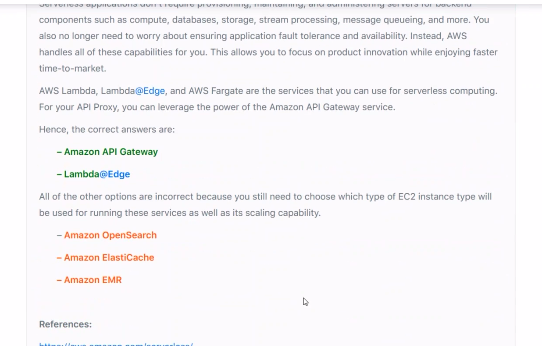 Serverless applications don't require provisioning, maintaining, and administering servers for backend
components such as compute, databases, storage, stream processing, message queueing, and more. You
also no longer need to worry about ensuring application fault tolerance and availability. Instead, AWS
handles all of these capabilities for you. This allows you to focus on product innovation while enjoying faster
time-to-market.
AWS Lambda, Lambda@Edge, and AWS Fargate are the services that you can use for serverless computing.
For your API Proxy, you can leverage the power of the Amazon API Gateway service.
Hence, the correct answers are:
– Amazon API Gateway
– Lambda@Edge
All of the other options are incorrect because you still need to choose which type of EC2 instance type will
be used for running these services as well as its scaling capability.
– Amazon OpenSearch
– Amazon ElastiCache
– Amazon EMR
References:
https://aws.amazon.com/serverless/